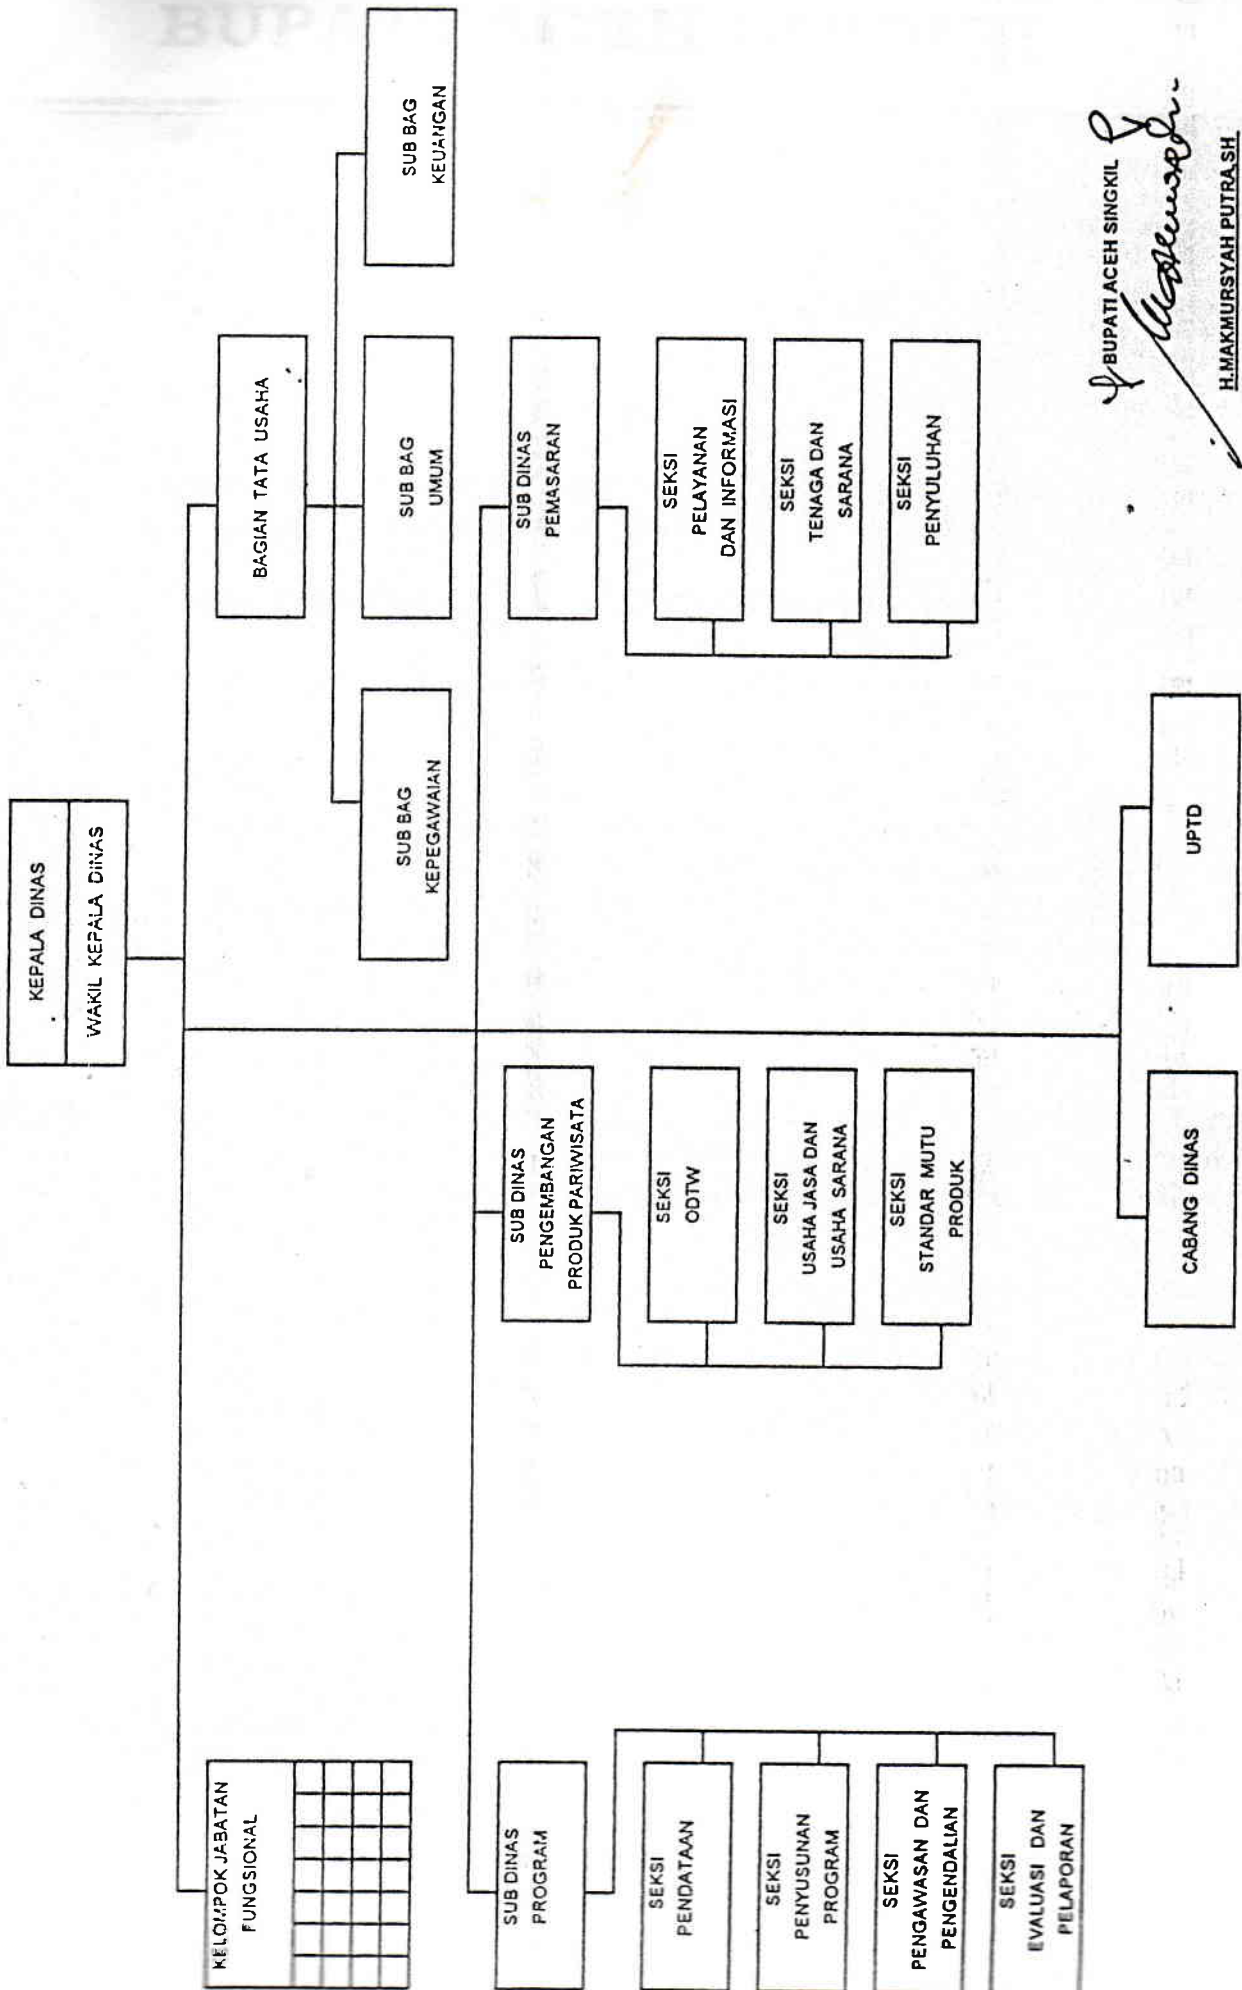 KEPALA DINAS
WAKIL KEPALA DINAS
KELOMPOK JABATAN
FUNGSIONAL
BAGIAN TATA USAHA
SUB BAG
KEPEGAWAIAN
SUB BAG
UMUM
SUB BAG
KEUANGAN
SUB DINAS
PROGRAM
SEKSI
PENDATAAN
SEKSI
PENYUSUNAN
PROGRAM
SEKSI
PENGAWASAN DAN
PENGENDALIAN
SEKSI
EVALUASI DAN
PELAPORAN
SUB DINAS
PENGEMBANGAN
PRODUK PARIWISATA
SEKSI
ODTW
SEKSI
USAHA JASA DAN
USAHA SARANA
SEKSI
STANDAR MUTU
PRODUK
SUB DINAS
PEMASARAN
SEKSI
PELAYANAN
DAN INFORMASI
SEKSI
TENAGA DAN
SARANA
SEKSI
PENYULUHAN
CABANG DINAS
UPTD
BUPATI ACEH SINGKIL
H.MAKMURSYAH PUTRA,SH